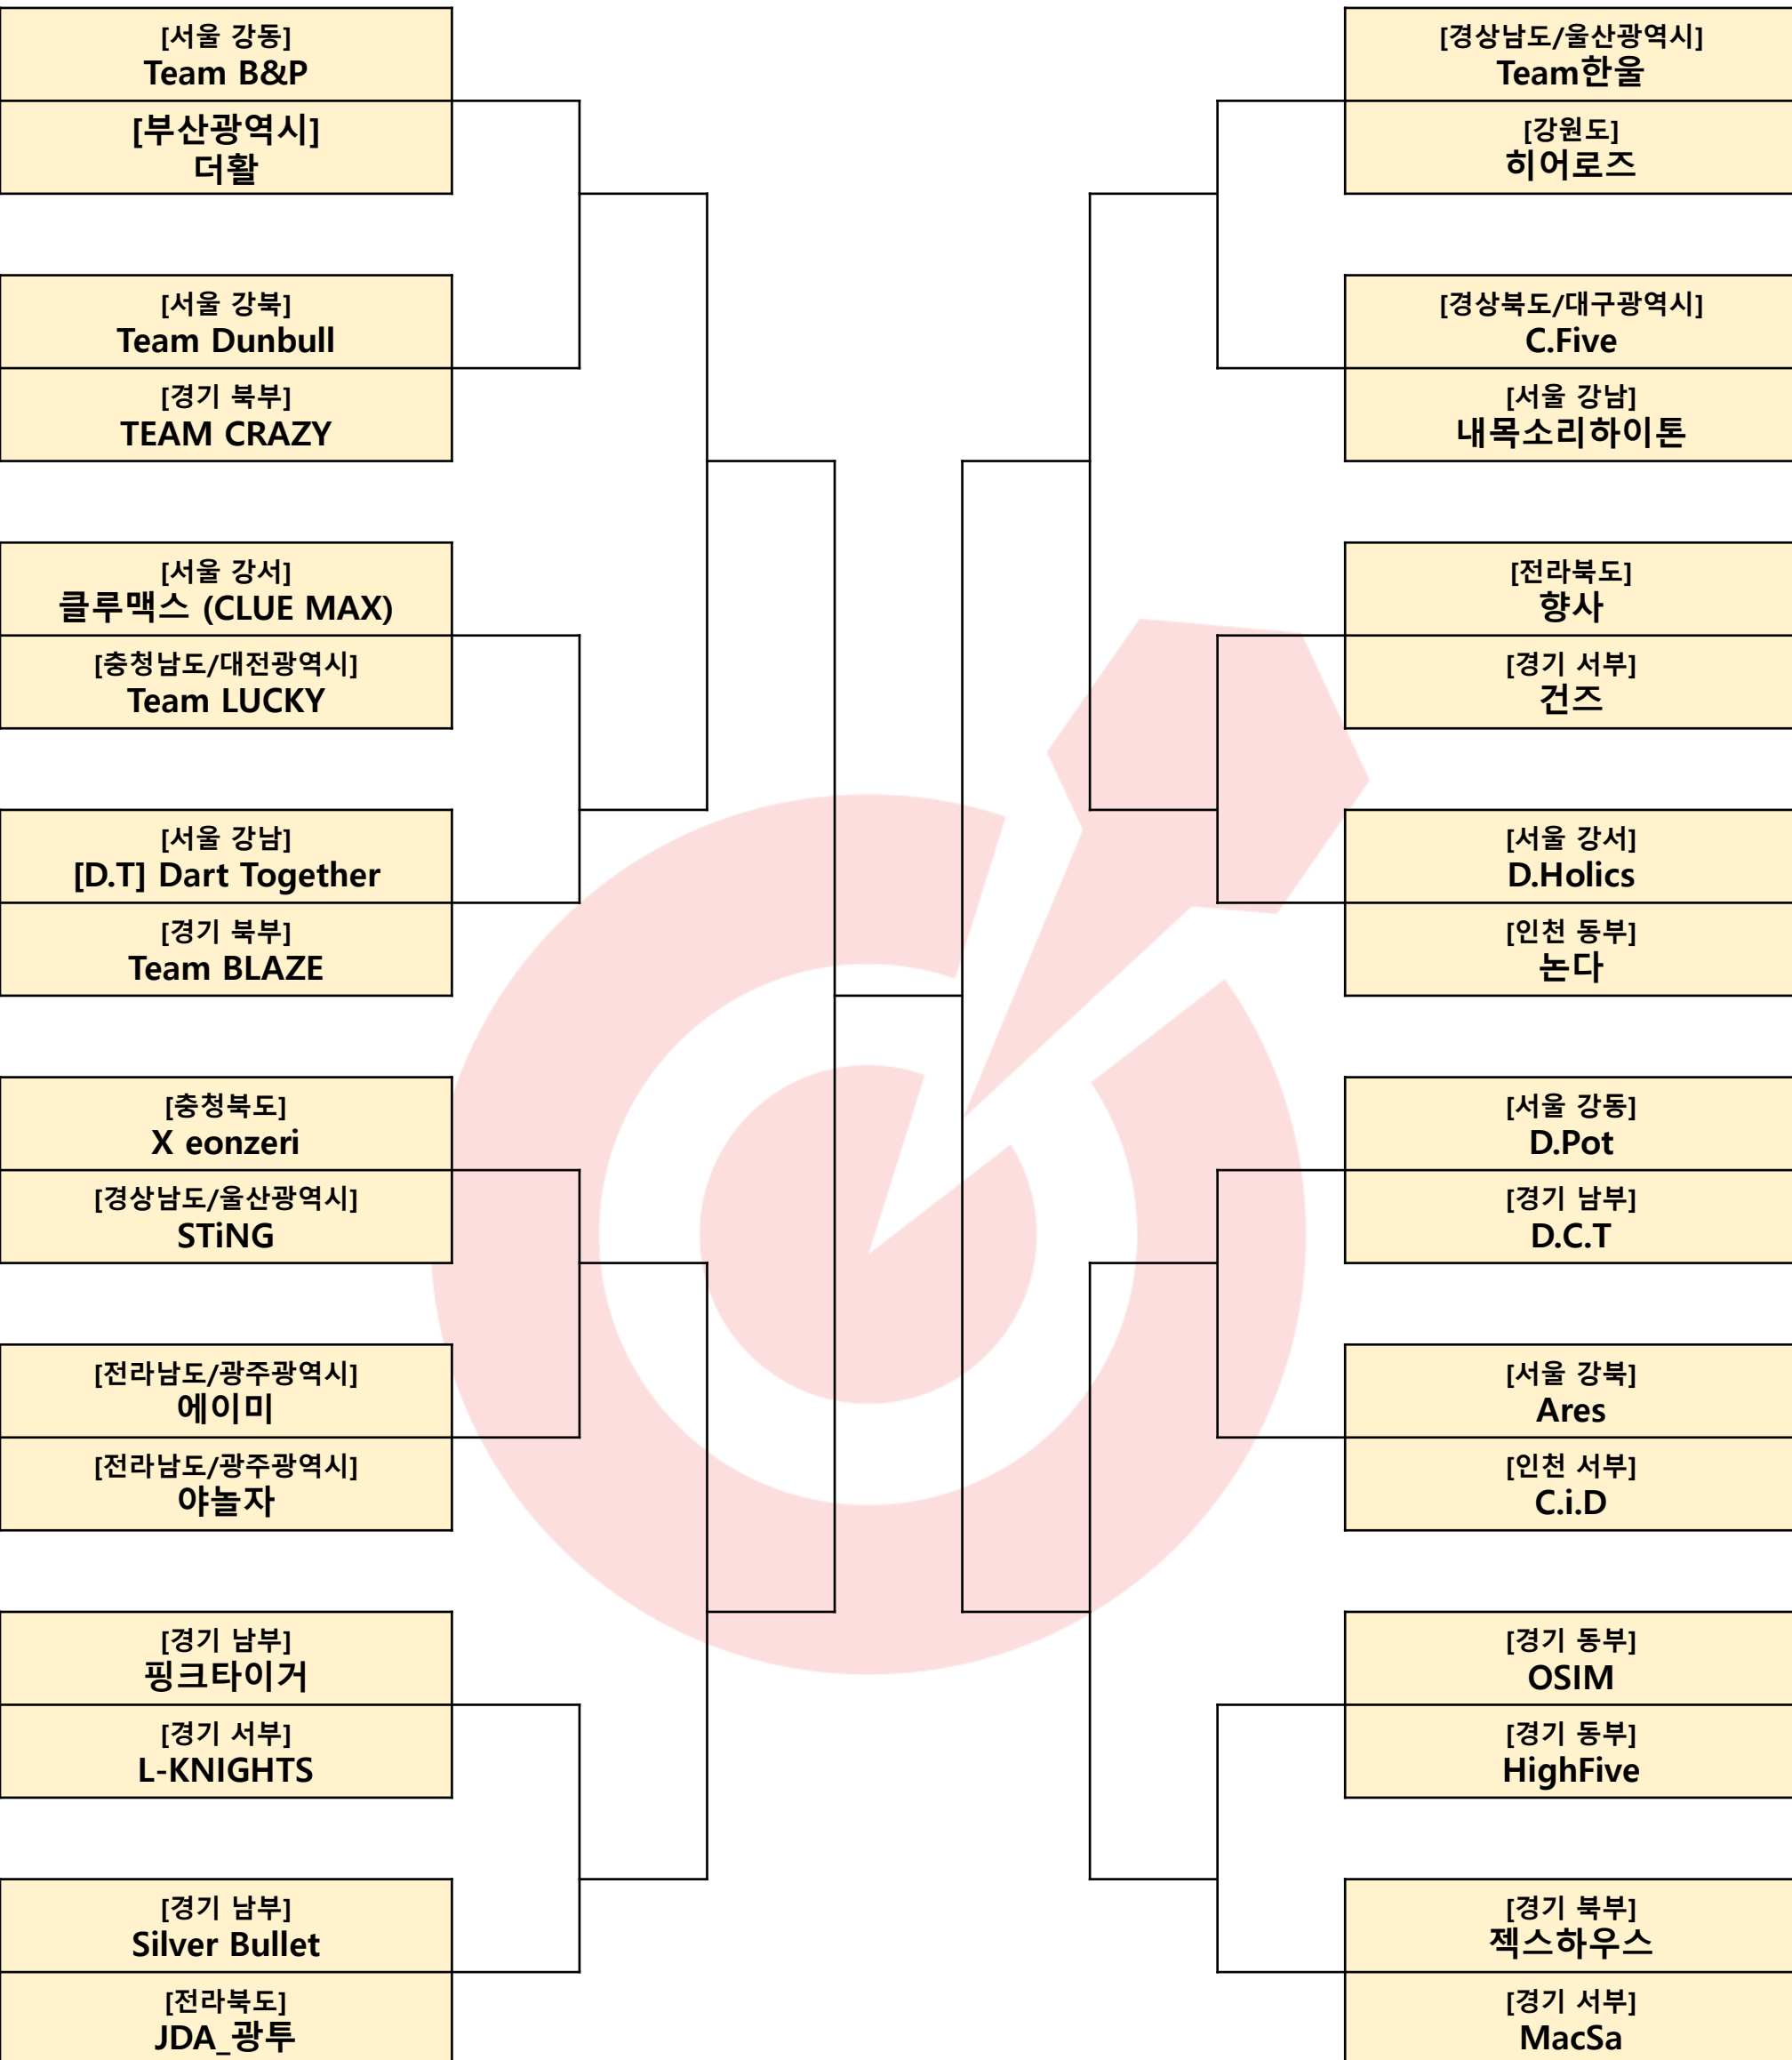 [서울 강동]
Team B&P
[부산광역시]
더활
[서울 강북]
Team Dunbull
[경기 북부]
TEAM CRAZY
[서울 강서]
클루맥스 (CLUE MAX)
[충청남도/대전광역시]
Team LUCKY
[서울 강남]
[D.T] Dart Together
[경기 북부]
Team BLAZE
[충청북도]
X eonzeri
[경상남도/울산광역시]
STiNG
[전라남도/광주광역시]
에이미
[전라남도/광주광역시]
야놀자
[경기 남부]
핑크타이거
[경기 서부]
L-KNIGHTS
[경기 남부]
Silver Bullet
[전라북도]
JDA_광투
[경상남도/울산광역시]
Team한울
[강원도]
히어로즈
[경상북도/대구광역시]
C.Five
[서울 강남]
내목소리하이톤
[전라북도]
향사
[경기 서부]
건즈
[서울 강서]
D.Holics
[인천 동부]
논다
[서울 강동]
D.Pot
[경기 남부]
D.C.T
[서울 강북]
Ares
[인천 서부]
C.i.D
[경기 동부]
OSIM
[경기 동부]
HighFive
[경기 북부]
젝스하우스
[경기 서부]
MacSa